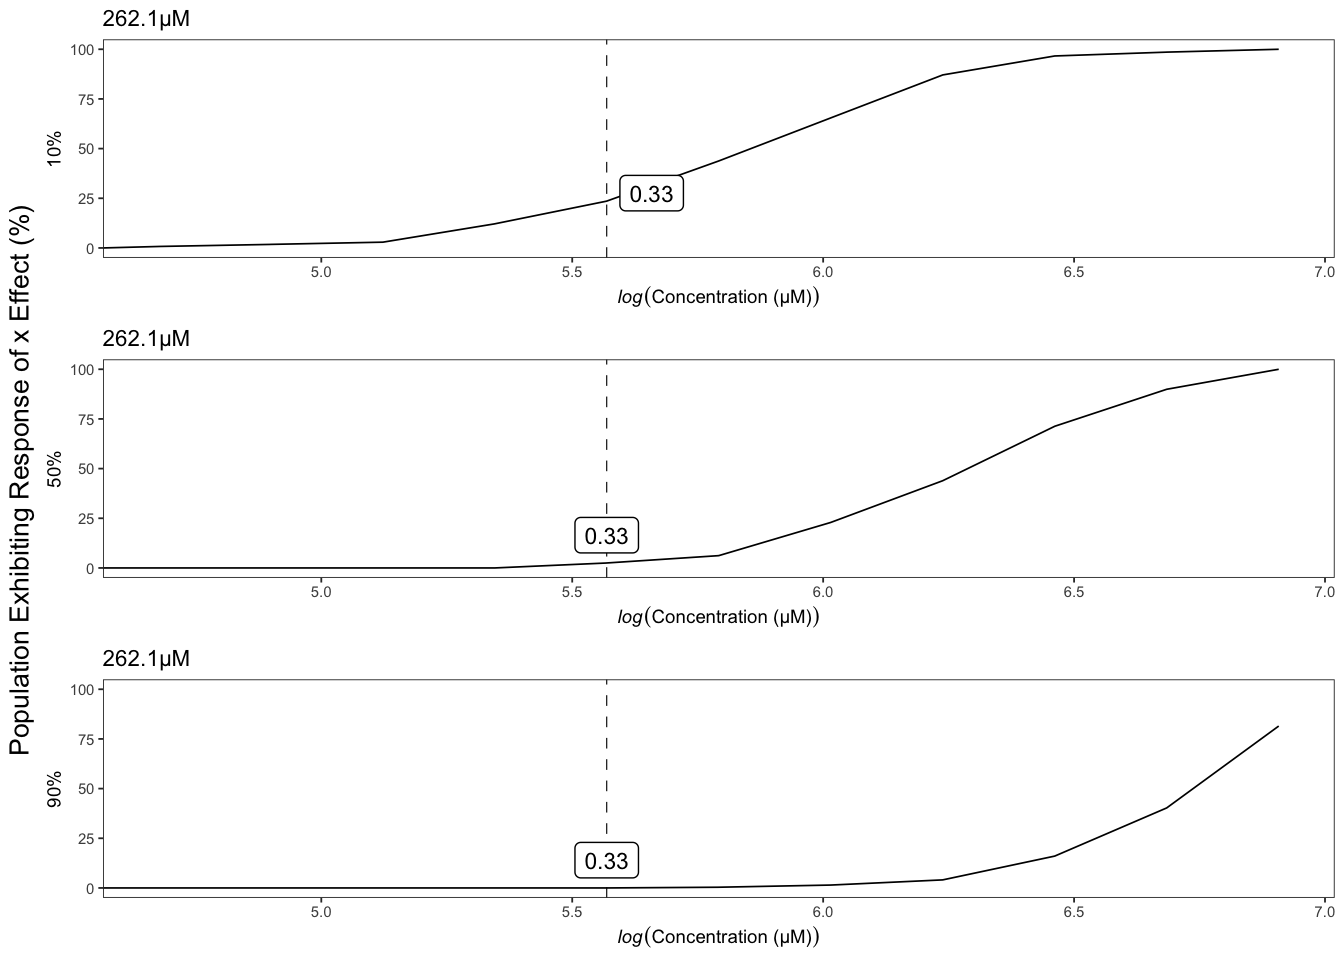 Population Exhibiting Response of x Effect (%)
262.1µM
10%
100
75
50
25
0
0.33
5.0 5.5 6.0 6.5 7.0
log(Concentration (µM))
262.1µM
50%
100
75
50
25
0
0.33
5.0 5.5 6.0 6.5 7.0
log(Concentration (µM))
262.1µM
90%
100
75
50
25
0
0.33
5.0 5.5 6.0 6.5 7.0
log(Concentration (µM))